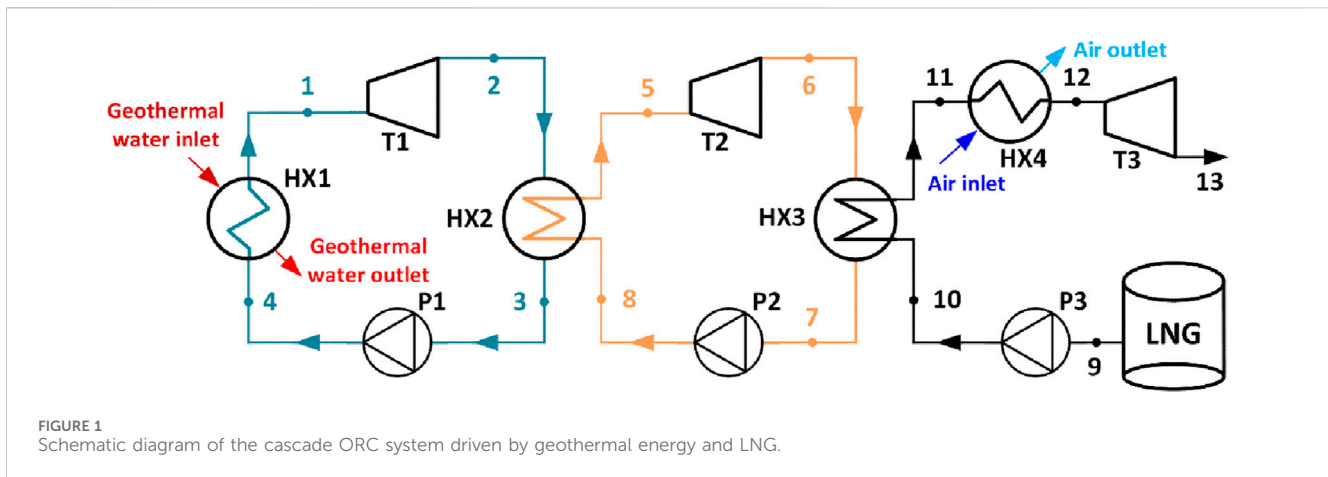 1
2
5
6
11
12
Air outlet
Geothermal
water inlet
T1
T2
HX4
T3
Air inlet
13
HX1
HX2
HX3
Geothermal
water outlet
4
P1
3
8
P2
7
10
P3
9
LNG
FIGURE 1
Schematic diagram of the cascade ORC system driven by geothermal energy and LNG.